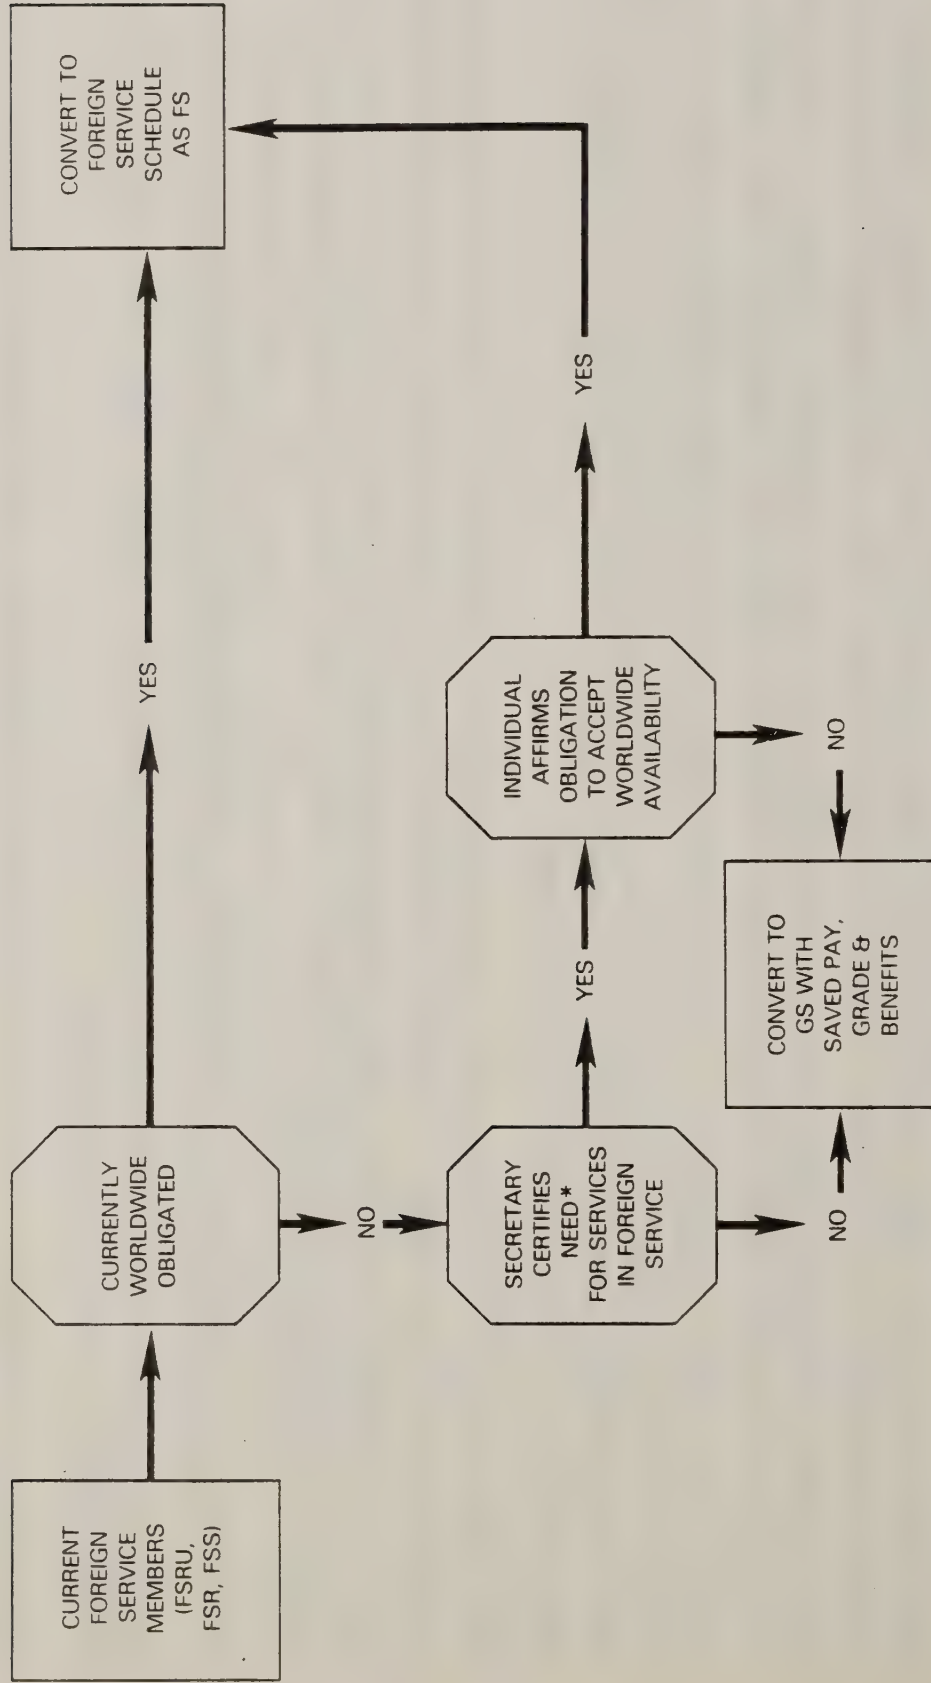 CURRENT
FOREIGN
SERVICE
MEMBERS
(FSRU,
FSR, FSS)
CURRENTLY
WORLDWIDE
OBLIGATED
YES
CONVERT TO
FOREIGN
SERVICE
SCHEDULE
AS FS
NO
SECRETARY
CERTIFIES
NEED*
FOR SERVICES
IN FOREIGN
SERVICE
YES
INDIVIDUAL
AFFIRMS
OBLIGATION
TO ACCEPT
WORLDWIDE
AVAILABILITY
YES
NO
NO
CONVERT TO
GS WITH
SAVED PAY,
GRADE &
BENEFITS